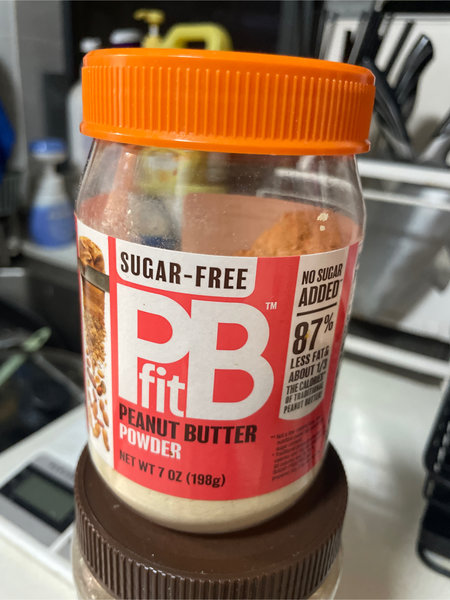 SUGAR-FREE
PB
fit
TM
PEANUT BUTTER
POWDER
NET WT 7 OZ (198g)
NO SUGAR
ADDED**
87%
LESS FAT &
ABOUT 1/3
THE CALORIES
OF TRADITIONAL
PEANUT BUTTER